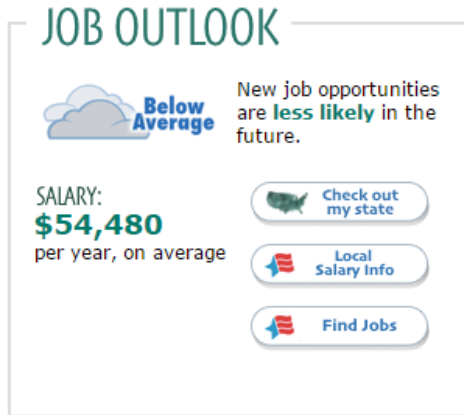 JOB OUTLOOK
Below
Average
New job opportunities
are less likely in the
future.
SALARY:
$54,480
per year, on average
Check out
my state
Local
Salary Info
Find Jobs